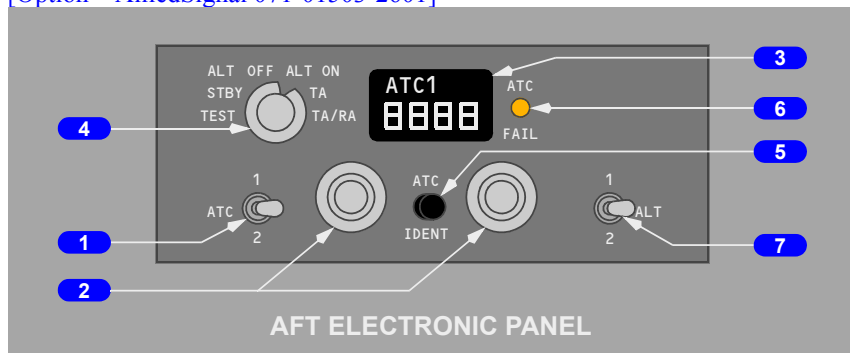 [Option - AlliedSignal 071-01503-2601]
ALT OFF ALT ON
STBY
TA
TEST
TA/RA
ATC1
8888
ATC
FAIL
3
6
4
5
1
ATC
2
ATC
IDENT
1
ALT
2
1
7
2
AFT ELECTRONIC PANEL